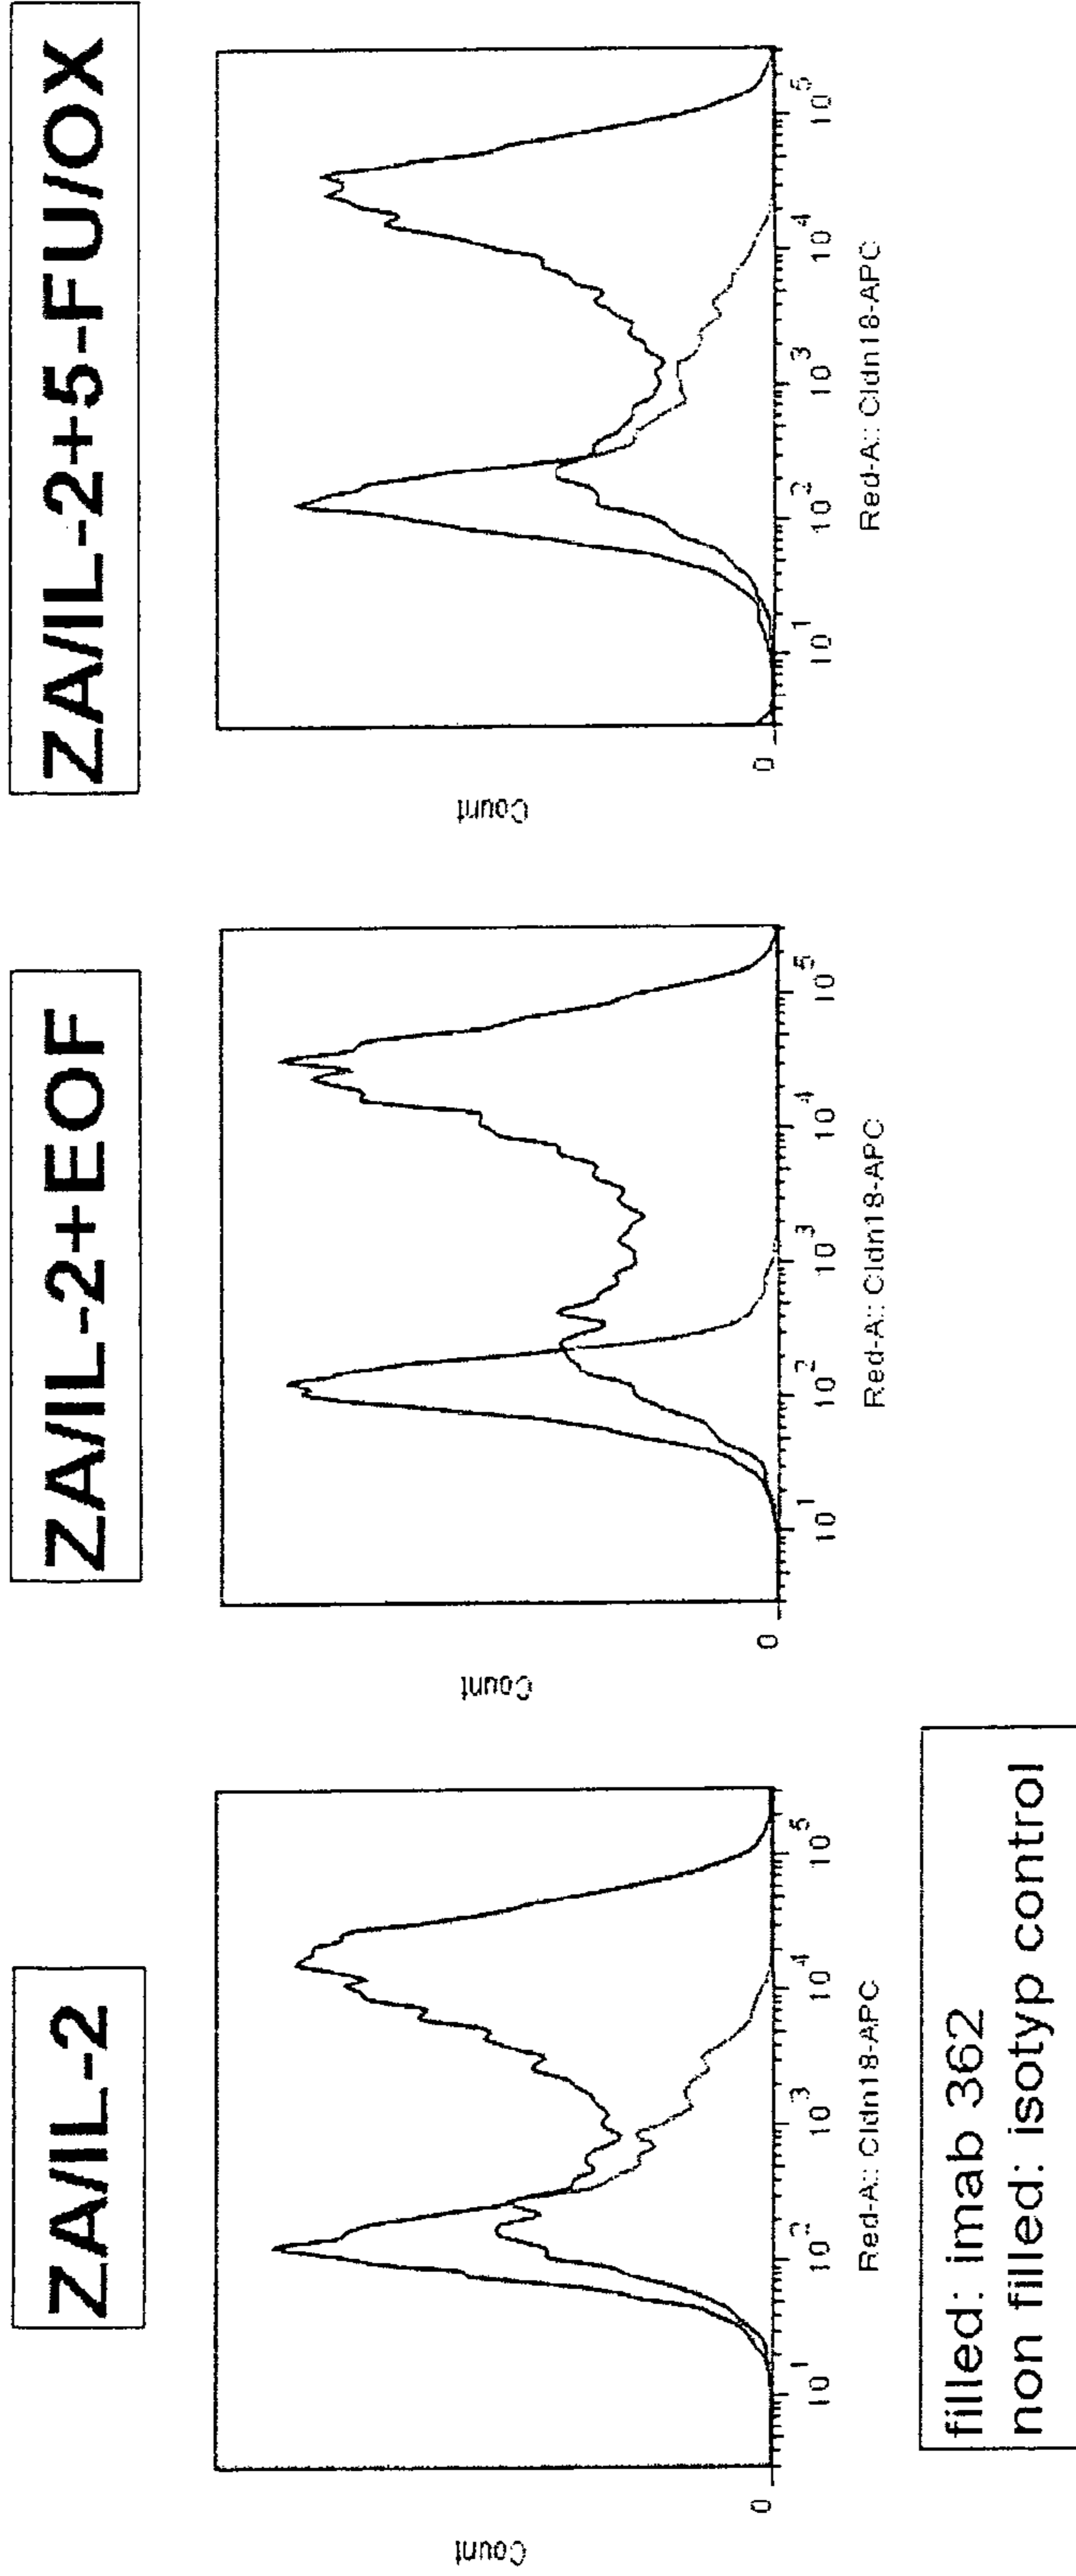 ZA/IL-2
Count
0
10^1 10^2 10^3 10^4 10^5
Red-A:: Cldn18-APC
ZA/IL-2+EOF
Count
0
10^1 10^2 10^3 10^4 10^5
Red-A:: Cldn18-APC
ZA/IL-2+5-FU/OX
Count
0
10^1 10^2 10^3 10^4 10^5
Red-A:: Cldn18-APC
filled: imab 362
non filled: isotyp control